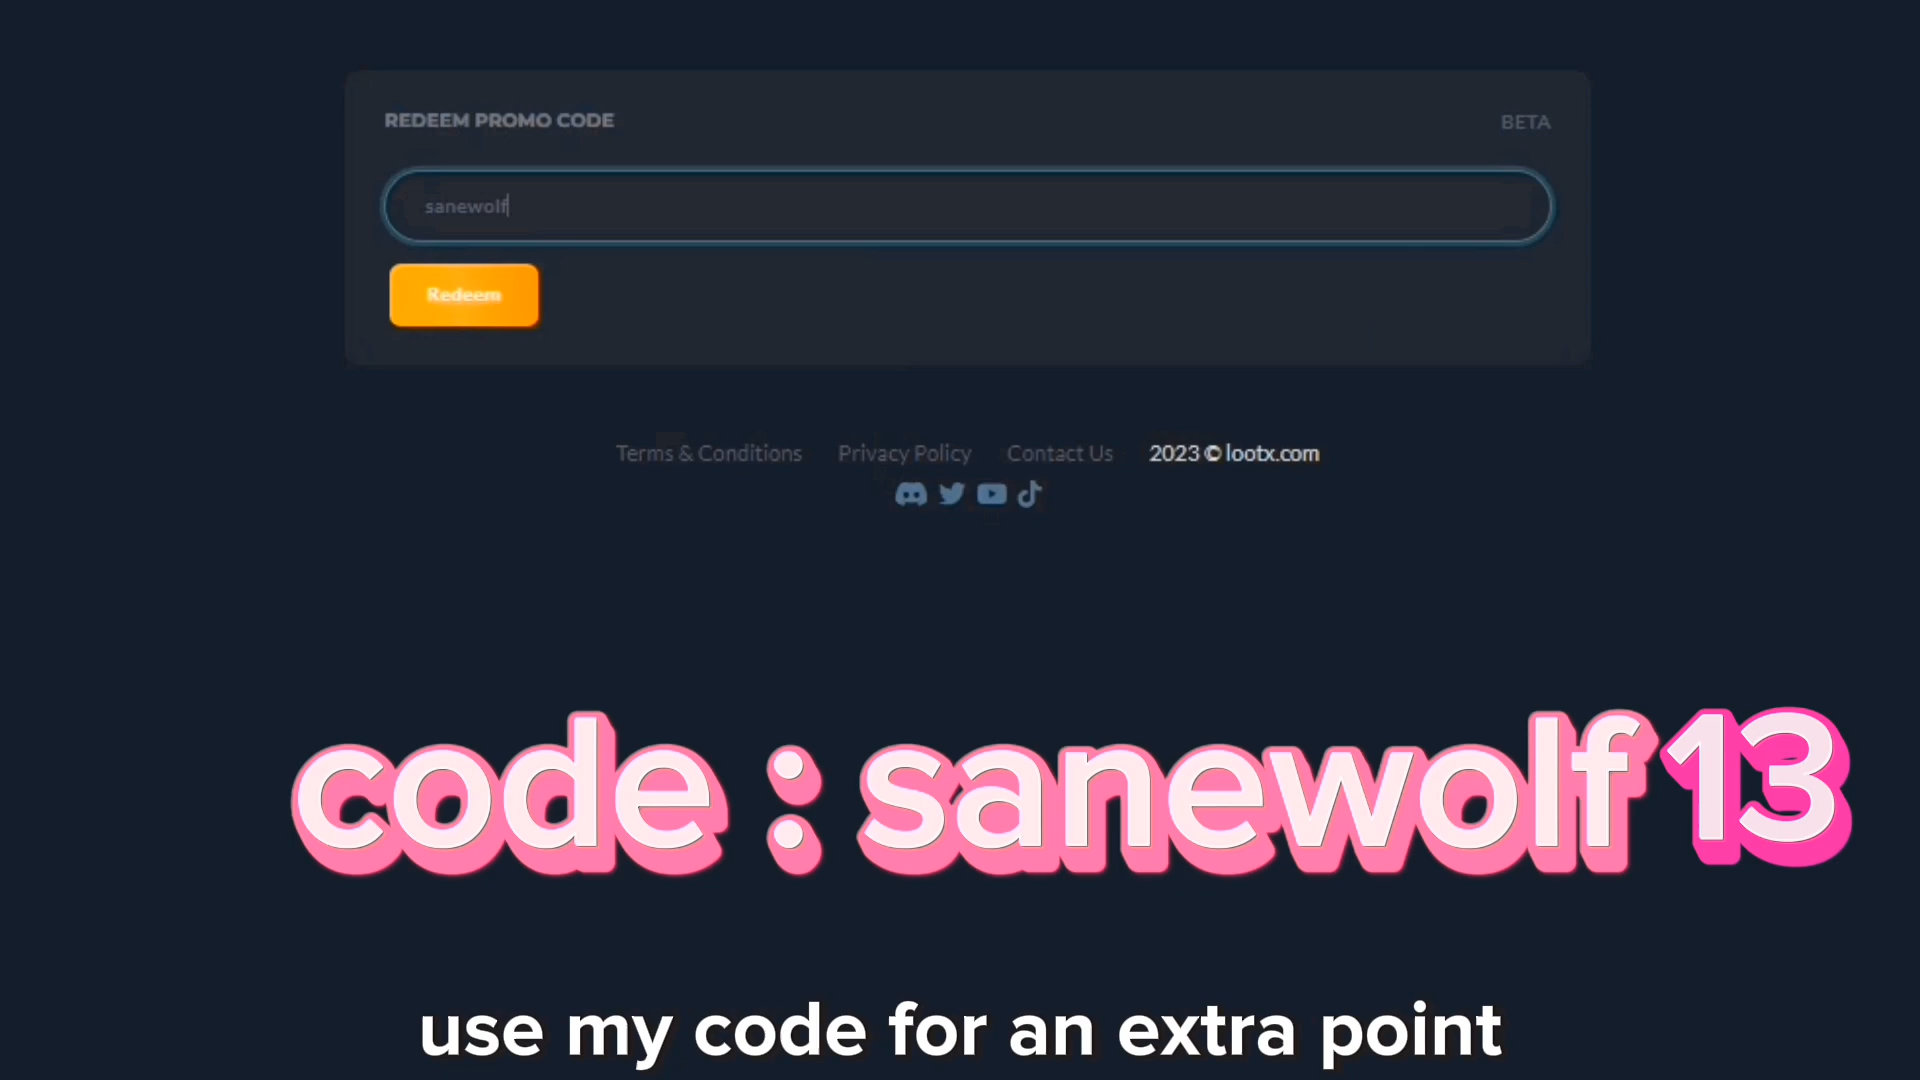 REDEEM PROMO CODE
BETA
sanewolf
Redeem
Terms & Conditions Privacy Policy Contact Us 2023 © lootx.com
code : sanewolf 13
use my code for an extra point